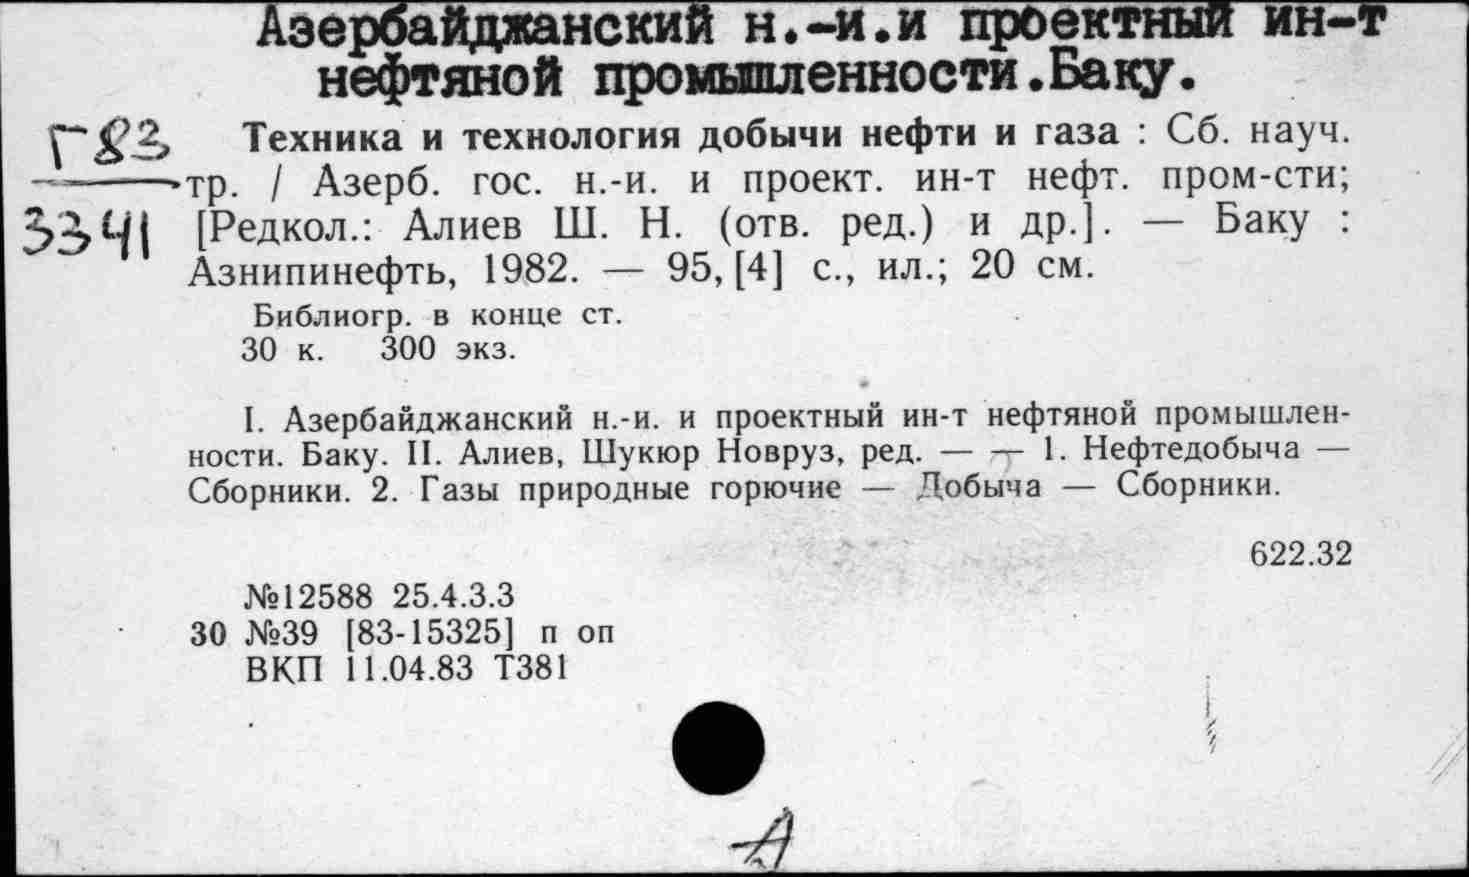 Азербайджанский н.-и.и проектный ин-т
нефтяной промышленности.Баку.
Г83
3341
Техника и технология добычи нефти и газа : Сб. науч.
тр. / Азерб. гос. н.-и. и проект. ин-т нефт. пром-сти;
[Редкол.: Алиев Ш. Н. (отв. ред.) и др.]. — Баку :
Азнипинефть, 1982. — 95, [4] с., ил.; 20 см.
Библиогр. в конце ст.
30 к. 300 экз.
I. Азербайджанский н.-и. и проектный ин-т нефтяной промышлен-
ности. Баку. II. Алиев, Шукюр Новруз, ред. — — 1. Нефтедобыча —
Сборники. 2. Газы природные горючие — Добыча — Сборники.
622.32
№12588 25.4.3.3
30 №39 [83-15325] п оп
ВКП 11.04.83 Т381
А